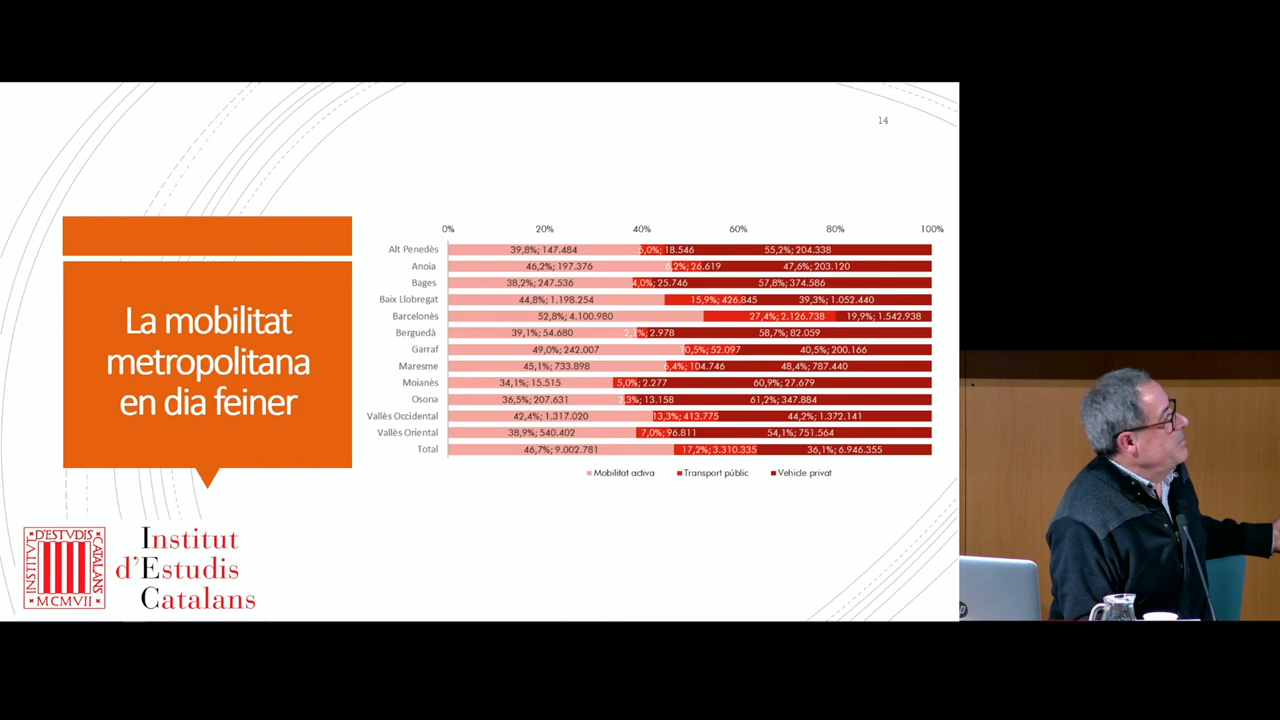 14
La mobilitat
metropolitana
en dia feiner
0% 20% 40% 60% 80% 100%
Alt Penedès 39,8%; 147.484 5,0%; 18.546 55,2%; 204.338
Anoia 46,2%; 197.376 6,2%; 26.619 47,6%; 203.120
Bages 38,2%; 247.536 4,0%; 25.746 57,8%; 374.586
Baix Llobregat 44,8%; 1.198.254 15,9%; 426.845 39,3%; 1.052.440
Barcelonès 52,8%; 4.100.980 27,4%; 2.126.738 19,9%; 1.542.938
Berguedà 39,1%; 54.680 2,1%; 2.978 58,7%; 82.059
Garraf 49,0%; 242.007 10,5%; 52.097 40,5%; 200.166
Maresme 45,1%; 733.898 6,4%; 104.746 48,4%; 787.440
Moianès 34,1%; 15.515 5,0%; 2.277 60,9%; 27.679
Osona 36,5%; 207.631 2,3%; 13.158 61,2%; 347.884
Vallès Occidental 42,4%; 1.317.020 13,3%; 413.775 44,2%; 1.372.141
Vallès Oriental 38,9%; 540.402 7,0%; 96.811 54,1%; 751.564
Total 46,7%; 9.002.781 17,2%; 3.310.335 36,1%; 6.946.355
Mobilitat activa Transport públic Vehicle privat
INSTITVT D'ESTVDIS CATALANS
MCMVII
Institut
d'Estudis
Catalans